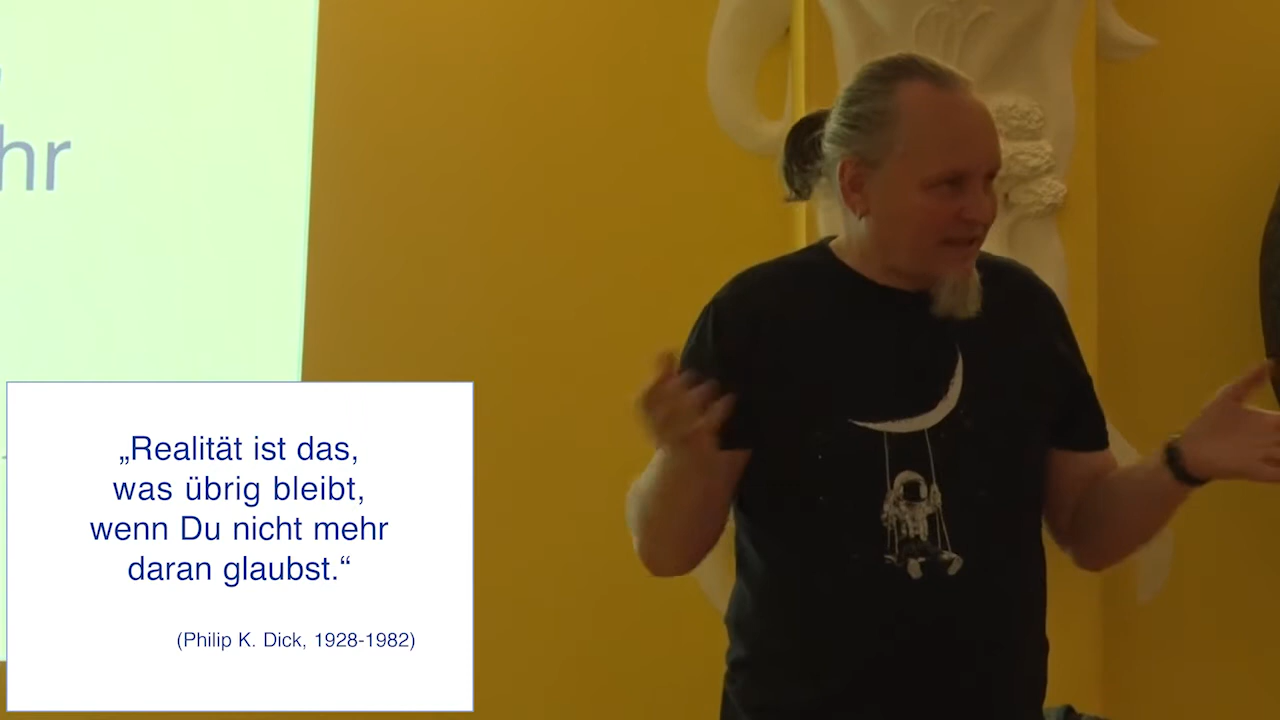 hr
„Realität ist das,
was übrig bleibt,
wenn Du nicht mehr
daran glaubst.“
(Philip K. Dick, 1928-1982)